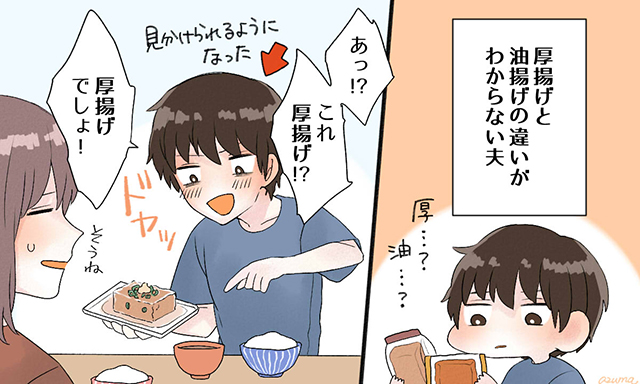 厚揚げと
油揚げの違いが
わからない夫
厚…?
油…?
あっ!?
これ
厚揚げ!?
見分けられるように
なった
ドヤッ
厚揚げ
でしょ!
そうね
azuma